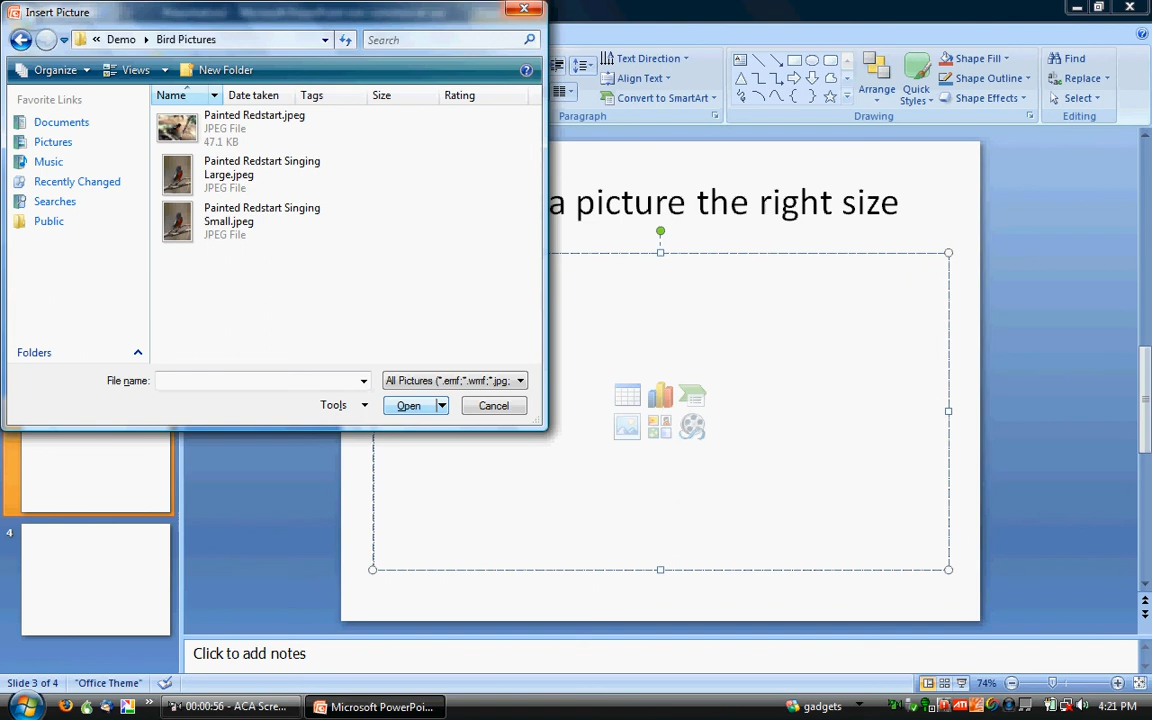 Insert Picture
« Demo › Bird Pictures
Search
Organize
Views
New Folder
Favorite Links
Documents
Pictures
Music
Recently Changed
Searches
Public
Folders
Name
Date taken
Tags
Size
Rating
Painted Redstart.jpeg
JPEG File
47.1 KB
Painted Redstart Singing
Large.jpeg
JPEG File
Painted Redstart Singing
Small.jpeg
JPEG File
File name:
All Pictures (*.emf;*.wmf;*.jpg;
Tools
Open
Cancel
Text Direction
Align Text
Convert to SmartArt
Paragraph
Arrange
Quick
Styles
Shape Fill
Shape Outline
Shape Effects
Drawing
Find
Replace
Select
Editing
a picture the right size
4
Click to add notes
Slide 3 of 4
"Office Theme"
74%
00:00:56 - ACA Scre...
Microsoft PowerPoi...
gadgets
4:21 PM